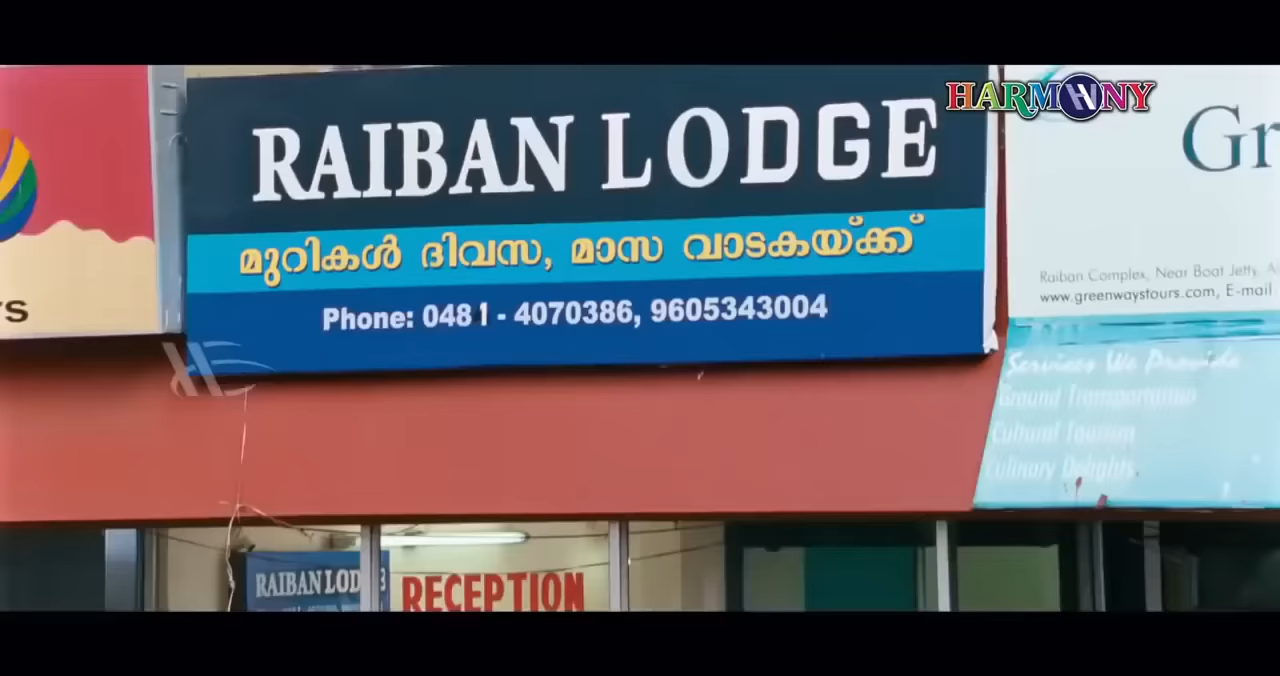 HARMONY
RAIBAN LODGE
മുറികൾ ദിവസ, മാസ വാടകയ്ക്ക്
Phone: 0481 - 4070386, 9605343004
Gr
Raiban Complex, Near Boat Jetty, A
www.greenwaystours.com, E-mail
Services We Provide
Ground Transportation
Cultural Tourism
Culinary Delights
YS
RAIBAN LOD
RECEPTION